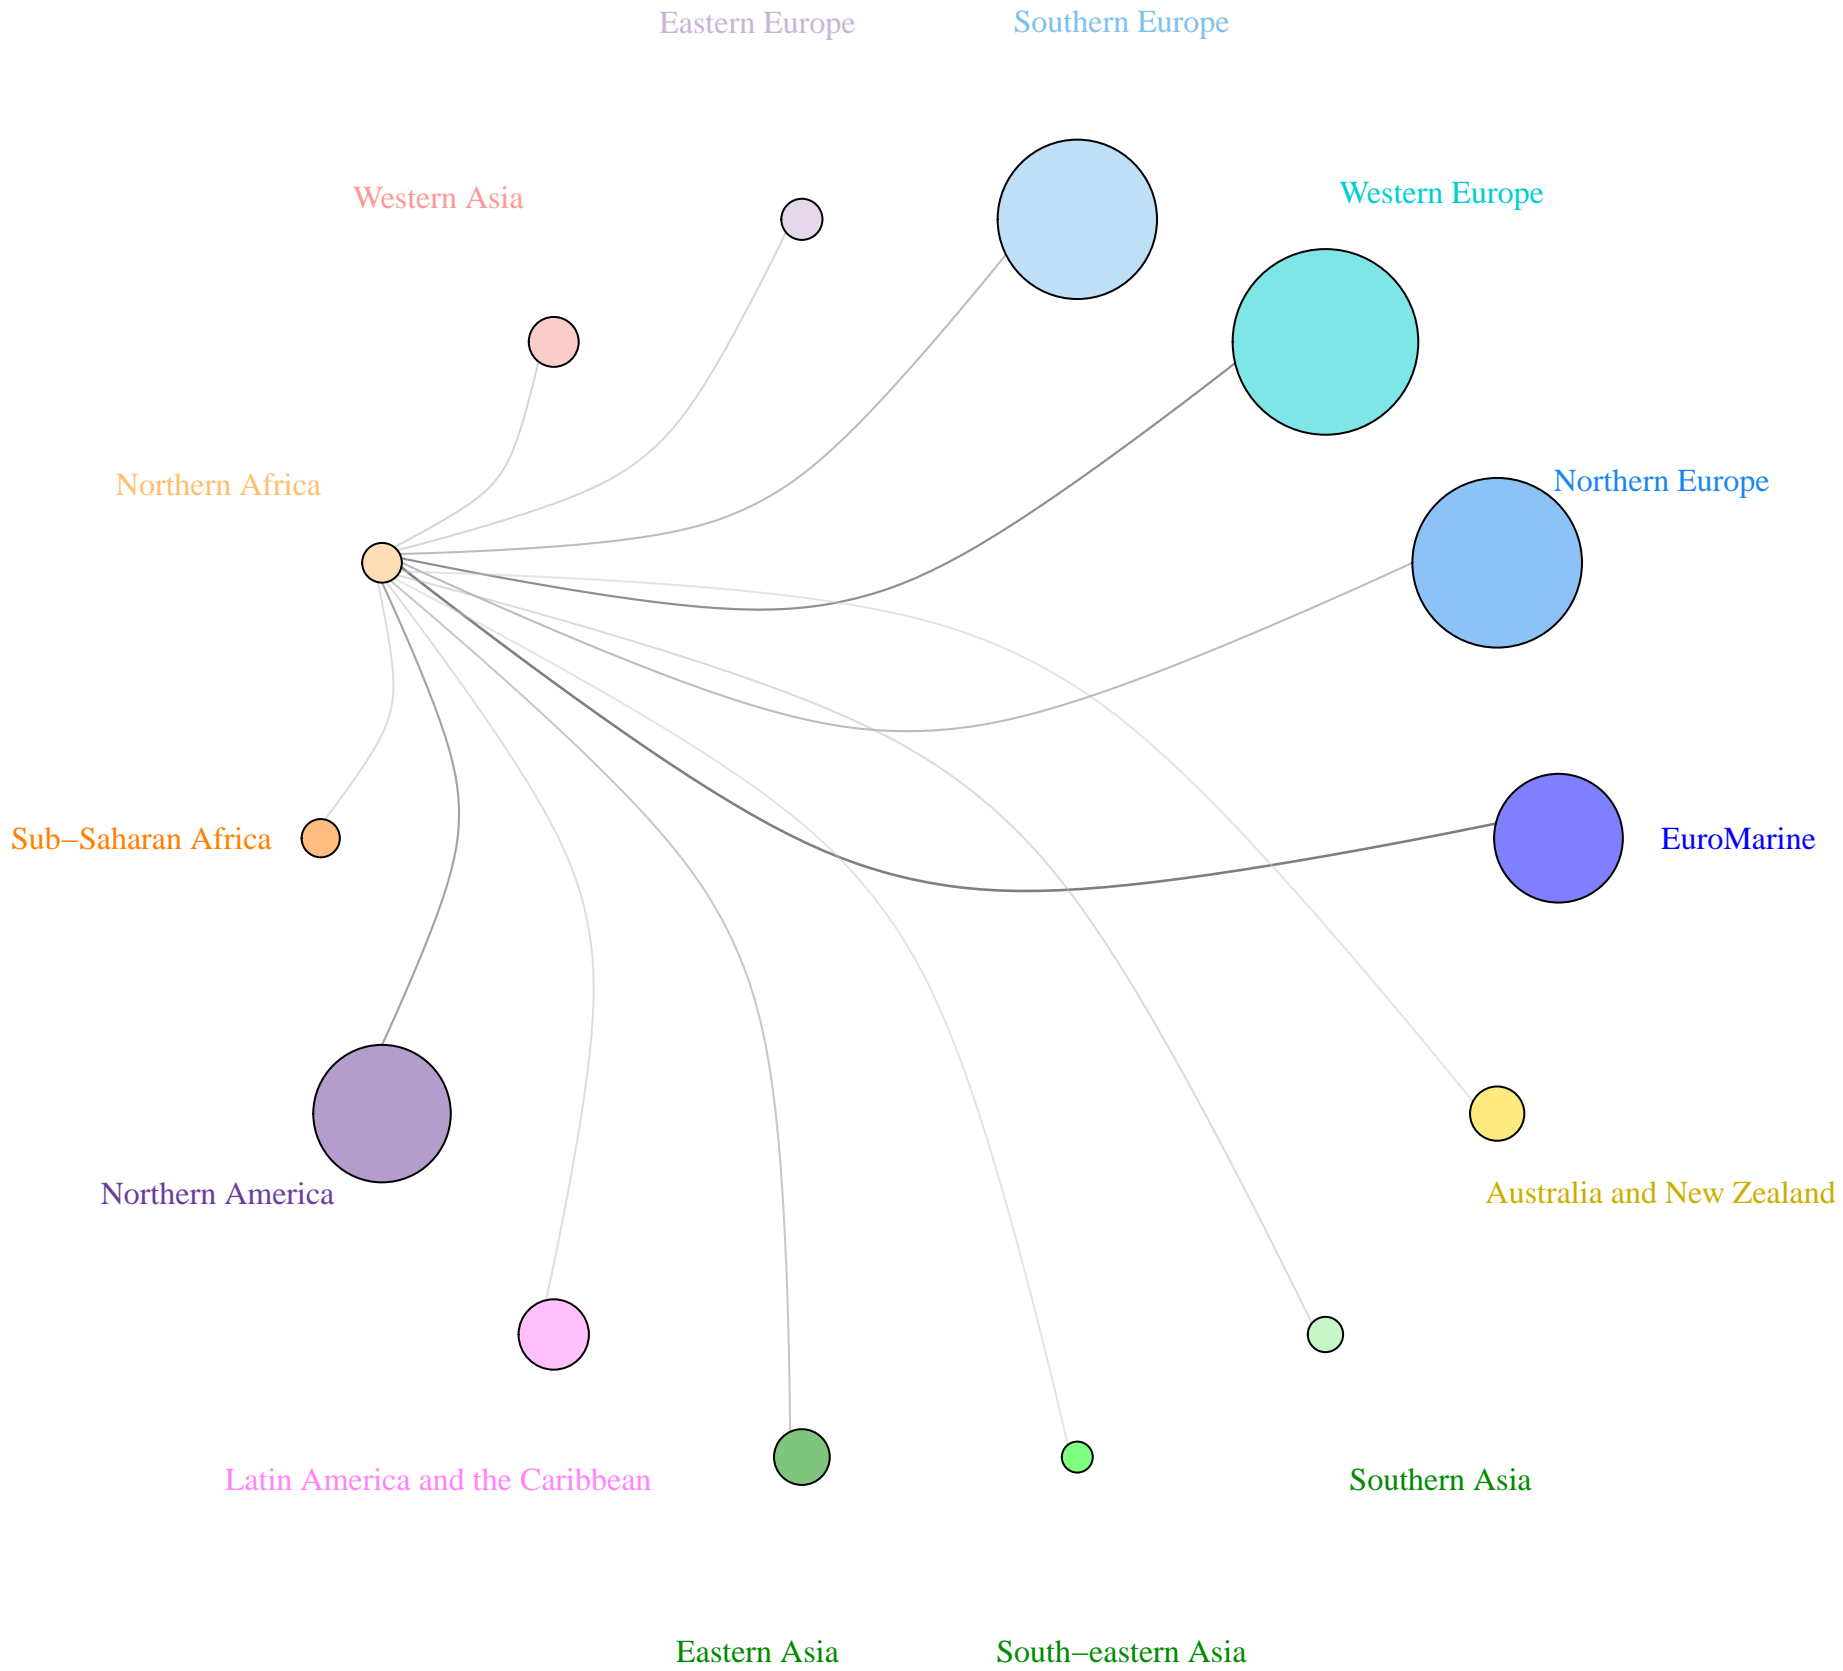 Eastern Europe
Southern Europe
Western Asia
Western Europe
Northern Africa
Northern Europe
Sub−Saharan Africa
EuroMarine
Northern America
Australia and New Zealand
Latin America and the Caribbean
Southern Asia
Eastern Asia
South−eastern Asia